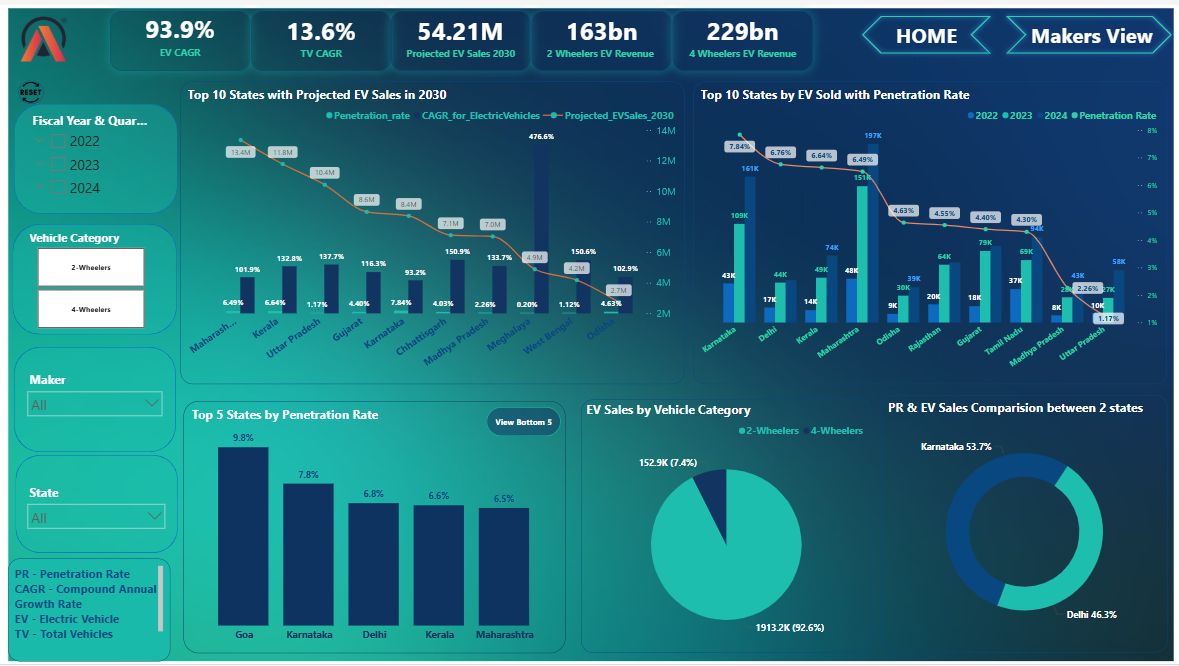 93.9%
EV CAGR
13.6%
TV CAGR
54.21M
Projected EV Sales 2030
163bn
2 Wheelers EV Revenue
229bn
4 Wheelers EV Revenue
HOME
Makers View
RESET
Fiscal Year & Quar...
2022
2023
2024
Vehicle Category
2-Wheelers
4-Wheelers
Maker
All
State
All
PR - Penetration Rate
CAGR - Compound Annual
Growth Rate
EV - Electric Vehicle
TV - Total Vehicles
Top 10 States with Projected EV Sales in 2030
Penetration_rate CAGR_for_ElectricVehicles Projected_EVSales_2030
14M
12M
10M
8M
6M
4M
2M
13.4M 11.8M 10.4M 8.6M 8.4M 7.1M 7.0M 4.9M 4.2M 2.7M
101.9% 132.8% 137.7% 116.3% 93.2% 150.9% 133.7% 476.6% 150.6% 102.9%
6.49% 6.64% 1.17% 4.40% 7.84% 4.03% 2.26% 0.20% 1.12% 4.63%
Maharash... Kerala Uttar Pradesh Gujarat Karnataka Chhattisgarh Madhya Pradesh Meghalaya West Bengal Odisha
Top 10 States by EV Sold with Penetration Rate
2022 2023 2024 Penetration Rate
8%
7%
6%
5%
4%
3%
2%
1%
7.84% 6.76% 6.64% 6.49% 4.63% 4.55% 4.40% 4.30% 2.26% 1.17%
43K 109K 161K
17K 44K
14K 49K 74K
48K 151K 197K
9K 30K 39K
20K 64K
18K 79K
37K 69K 94K
8K 43K
10K 27K 58K
Karnataka Delhi Kerala Maharashtra Odisha Rajasthan Gujarat Tamil Nadu Madhya Pradesh Uttar Pradesh
Top 5 States by Penetration Rate
View Bottom 5
9.8% 7.8% 6.8% 6.6% 6.5%
Goa Karnataka Delhi Kerala Maharashtra
EV Sales by Vehicle Category
2-Wheelers 4-Wheelers
152.9K (7.4%)
1913.2K (92.6%)
PR & EV Sales Comparision between 2 states
Karnataka 53.7%
Delhi 46.3%